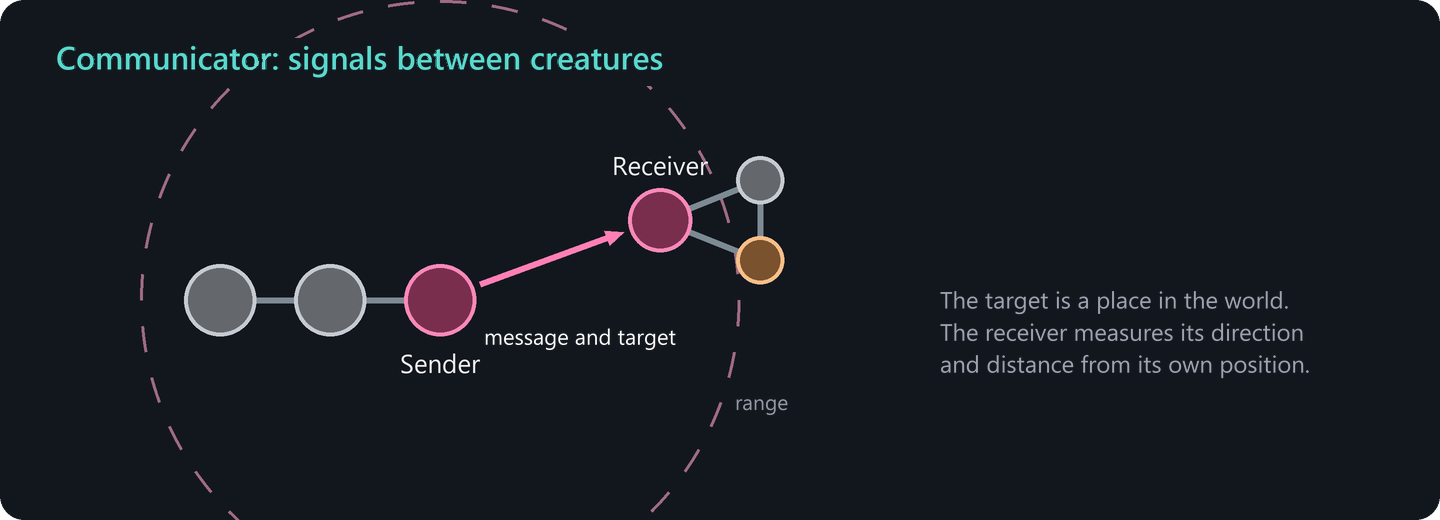 Communicator: signals between creatures
Receiver
message and target
Sender
The target is a place in the world.
The receiver measures its direction
and distance from its own position.
range